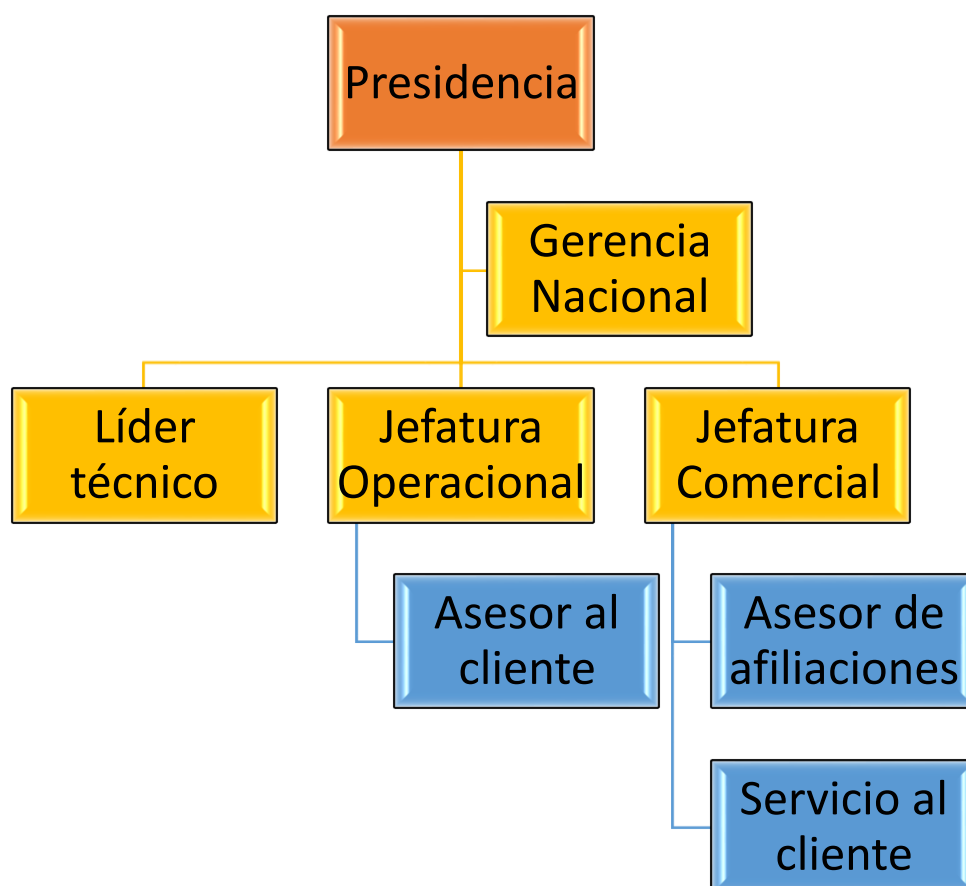 Presidencia
Gerencia
Nacional
Líder
técnico
Jefatura
Operacional
Jefatura
Comercial
Asesor al
cliente
Asesor de
afiliaciones
Servicio al
cliente